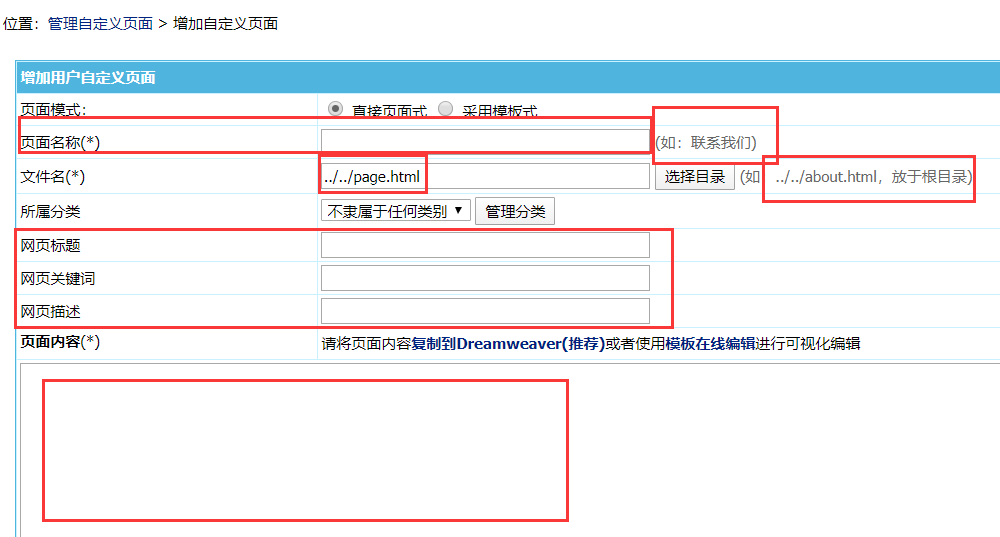 位置：管理自定义页面 > 增加自定义页面
增加用户自定义页面
页面模式: 直接页面式 采用模板式
页面名称(*) (如：联系我们)
文件名(*) ../../page.html 选择目录 (如 ../../about.html，放于根目录)
所属分类 不隶属于任何类别 ▼ 管理分类
网页标题
网页关键词
网页描述
页面内容(*) 请将页面内容复制到Dreamweaver(推荐)或者使用模板在线编辑进行可视化编辑